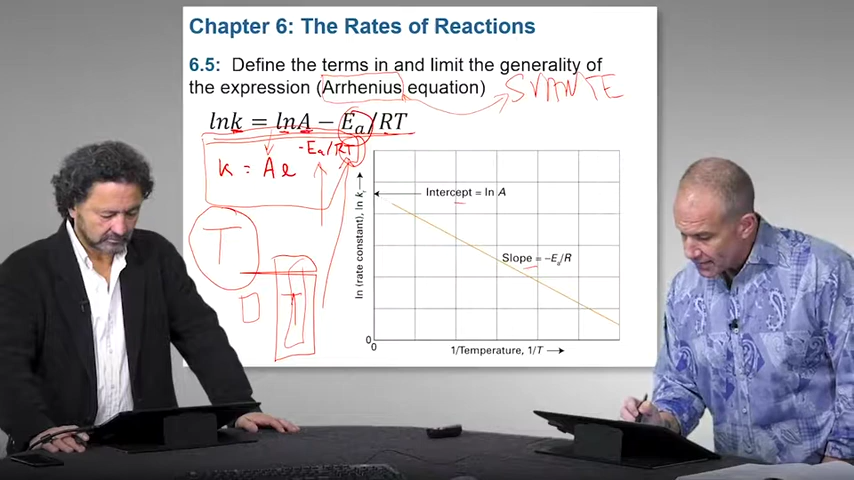 Chapter 6: The Rates of Reactions
6.5: Define the terms in and limit the generality of
the expression (Arrhenius equation)
SVANTE
lnk = lnA − Eₐ/RT
k = A e -Ea/RT
T
Intercept = ln A
Slope = −Eₐ/R
ln (rate constant), ln k
0
0
1/Temperature, 1/T